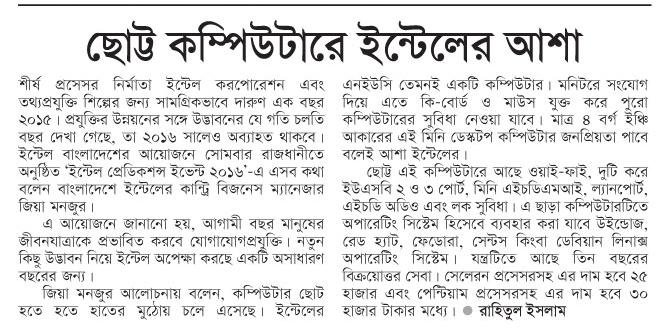 ছোট্ট কম্পিউটারে ইন্টেলের আশা
শীর্ষ প্রসেসর নির্মাতা ইন্টেল করপোরেশন এবং
তথ্যপ্রযুক্তি শিল্পের জন্য সামগ্রিকভাবে দারুণ এক বছর
২০১৫। প্রযুক্তির উন্নয়নের সঙ্গে উদ্ভাবনের যে গতি চলতি
বছর দেখা গেছে, তা ২০১৬ সালেও অব্যাহত থাকবে।
ইন্টেল বাংলাদেশের আয়োজনে সোমবার রাজধানীতে
অনুষ্ঠিত ‘ইন্টেল প্রেডিকশন্স ইভেন্ট ২০১৬’-এ এসব কথা
বলেন বাংলাদেশে ইন্টেলের কান্ট্রি বিজনেস ম্যানেজার
জিয়া মনজুর।
এ আয়োজনে জানানো হয়, আগামী বছর মানুষের
জীবনযাত্রাকে প্রভাবিত করবে যোগাযোগপ্রযুক্তি। নতুন
কিছু উদ্ভাবন নিয়ে ইন্টেল অপেক্ষা করছে একটি অসাধারণ
বছরের জন্য।
জিয়া মনজুর আলোচনায় বলেন, কম্পিউটার ছোট
হতে হতে হাতের মুঠোয় চলে এসেছে। ইন্টেলের
এনইউসি তেমনই একটি কম্পিউটার। মনিটরে সংযোগ
দিয়ে এতে কি-বোর্ড ও মাউস যুক্ত করে পুরো
কম্পিউটারের সুবিধা নেওয়া যাবে। মাত্র ৪ বর্গ ইঞ্চি
আকারের এই মিনি ডেস্কটপ কম্পিউটার জনপ্রিয়তা পাবে
বলেই আশা ইন্টেলের।
ছোট্ট এই কম্পিউটারে আছে ওয়াই-ফাই, দুটি করে
ইউএসবি ২ ও ৩ পোর্ট, মিনি এইচডিএমআই, ল্যানপোর্ট,
এইচডি অডিও এবং লক সুবিধা। এ ছাড়া কম্পিউটারটিতে
অপারেটিং সিস্টেম হিসেবে ব্যবহার করা যাবে উইন্ডোজ,
রেড হ্যাট, ফেডোরা, সেন্টস কিংবা ডেবিয়ান লিনাক্স
অপারেটিং সিস্টেম। যন্ত্রটিতে আছে তিন বছরের
বিক্রয়োত্তর সেবা। সেলেরন প্রসেসরসহ এর দাম হবে ২৫
হাজার এবং পেন্টিয়াম প্রসেসরসহ এর দাম হবে ৩০
হাজার টাকার মধ্যে। ● রাহিতুল ইসলাম